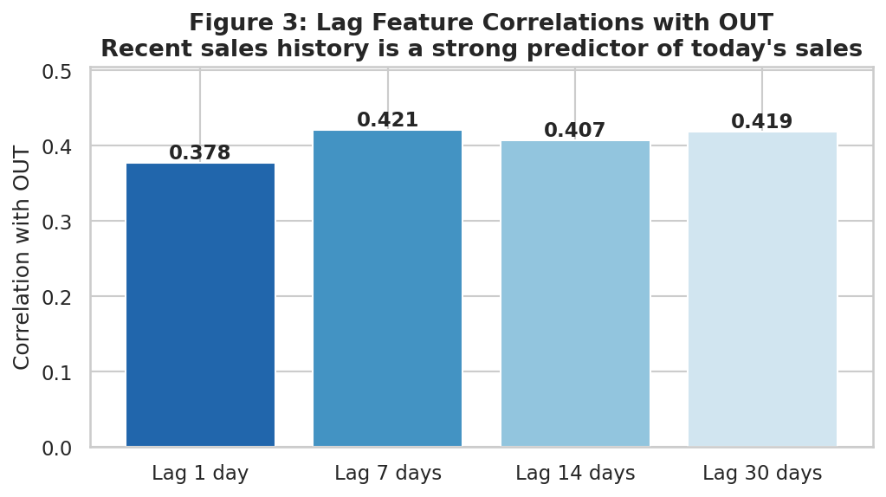 Figure 3: Lag Feature Correlations with OUT
Recent sales history is a strong predictor of today's sales
Correlation with OUT
0.5
0.4
0.3
0.2
0.1
0.0
0.378
0.421
0.407
0.419
Lag 1 day
Lag 7 days
Lag 14 days
Lag 30 days